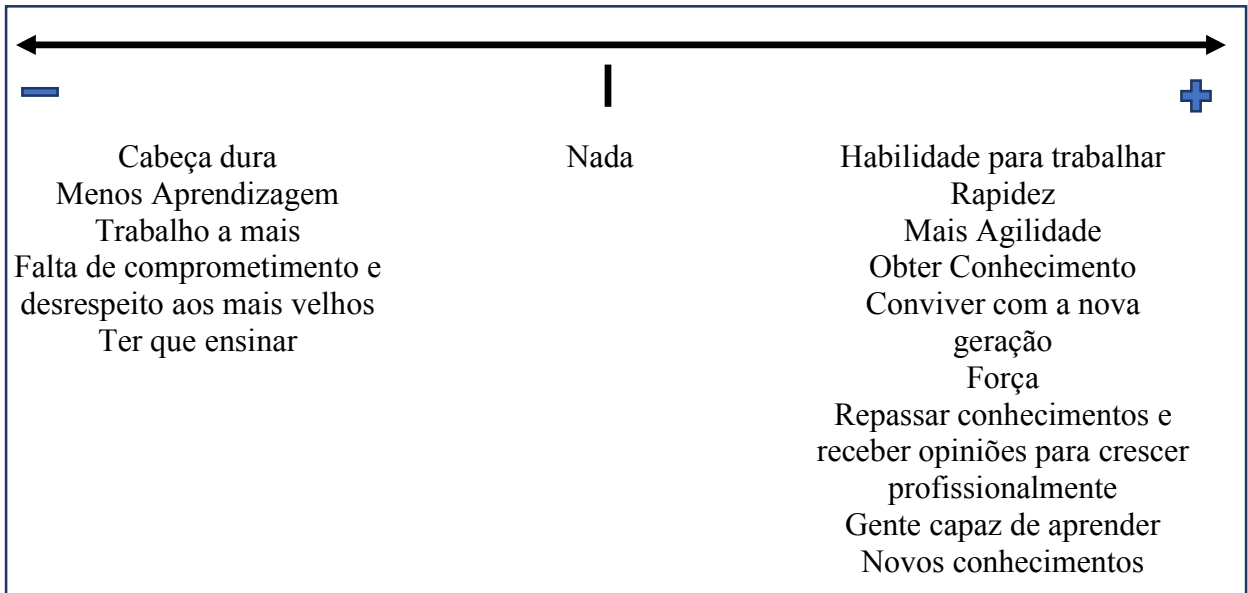 Cabeça dura
Menos Aprendizagem
Trabalho a mais
Falta de comprometimento e
desrespeito aos mais velhos
Ter que ensinar
Nada
Habilidade para trabalhar
Rapidez
Mais Agilidade
Obter Conhecimento
Conviver com a nova
geração
Força
Repassar conhecimentos e
receber opiniões para crescer
profissionalmente
Gente capaz de aprender
Novos conhecimentos